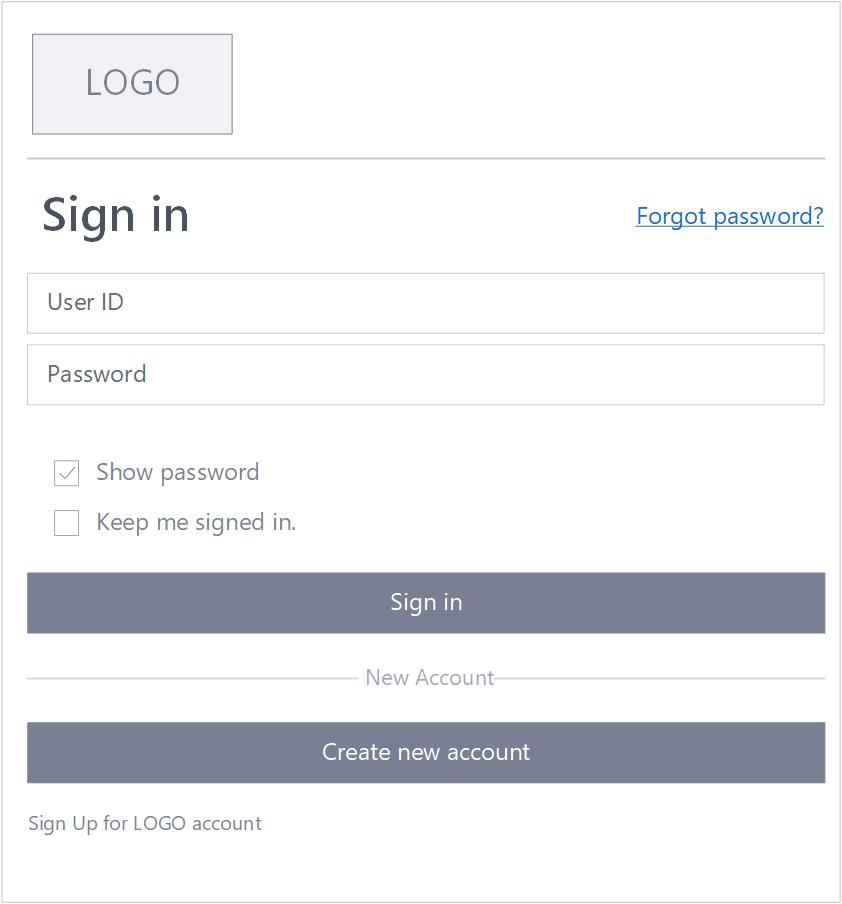 LOGO
Sign in
Forgot password?
User ID
Password
Show password
Keep me signed in.
Sign in
New Account
Create new account
Sign Up for LOGO account